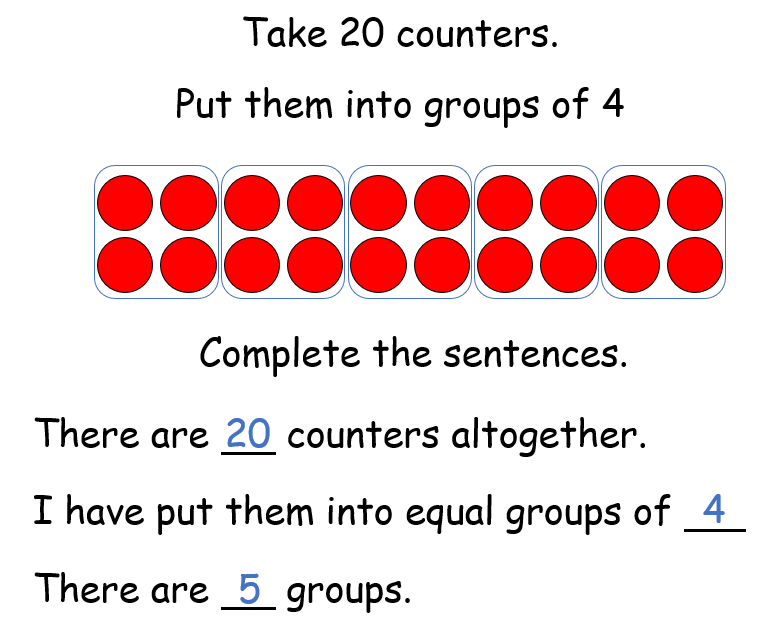 Take 20 counters.
Put them into groups of 4
Complete the sentences.
There are 20 counters altogether.
I have put them into equal groups of 4
There are 5 groups.